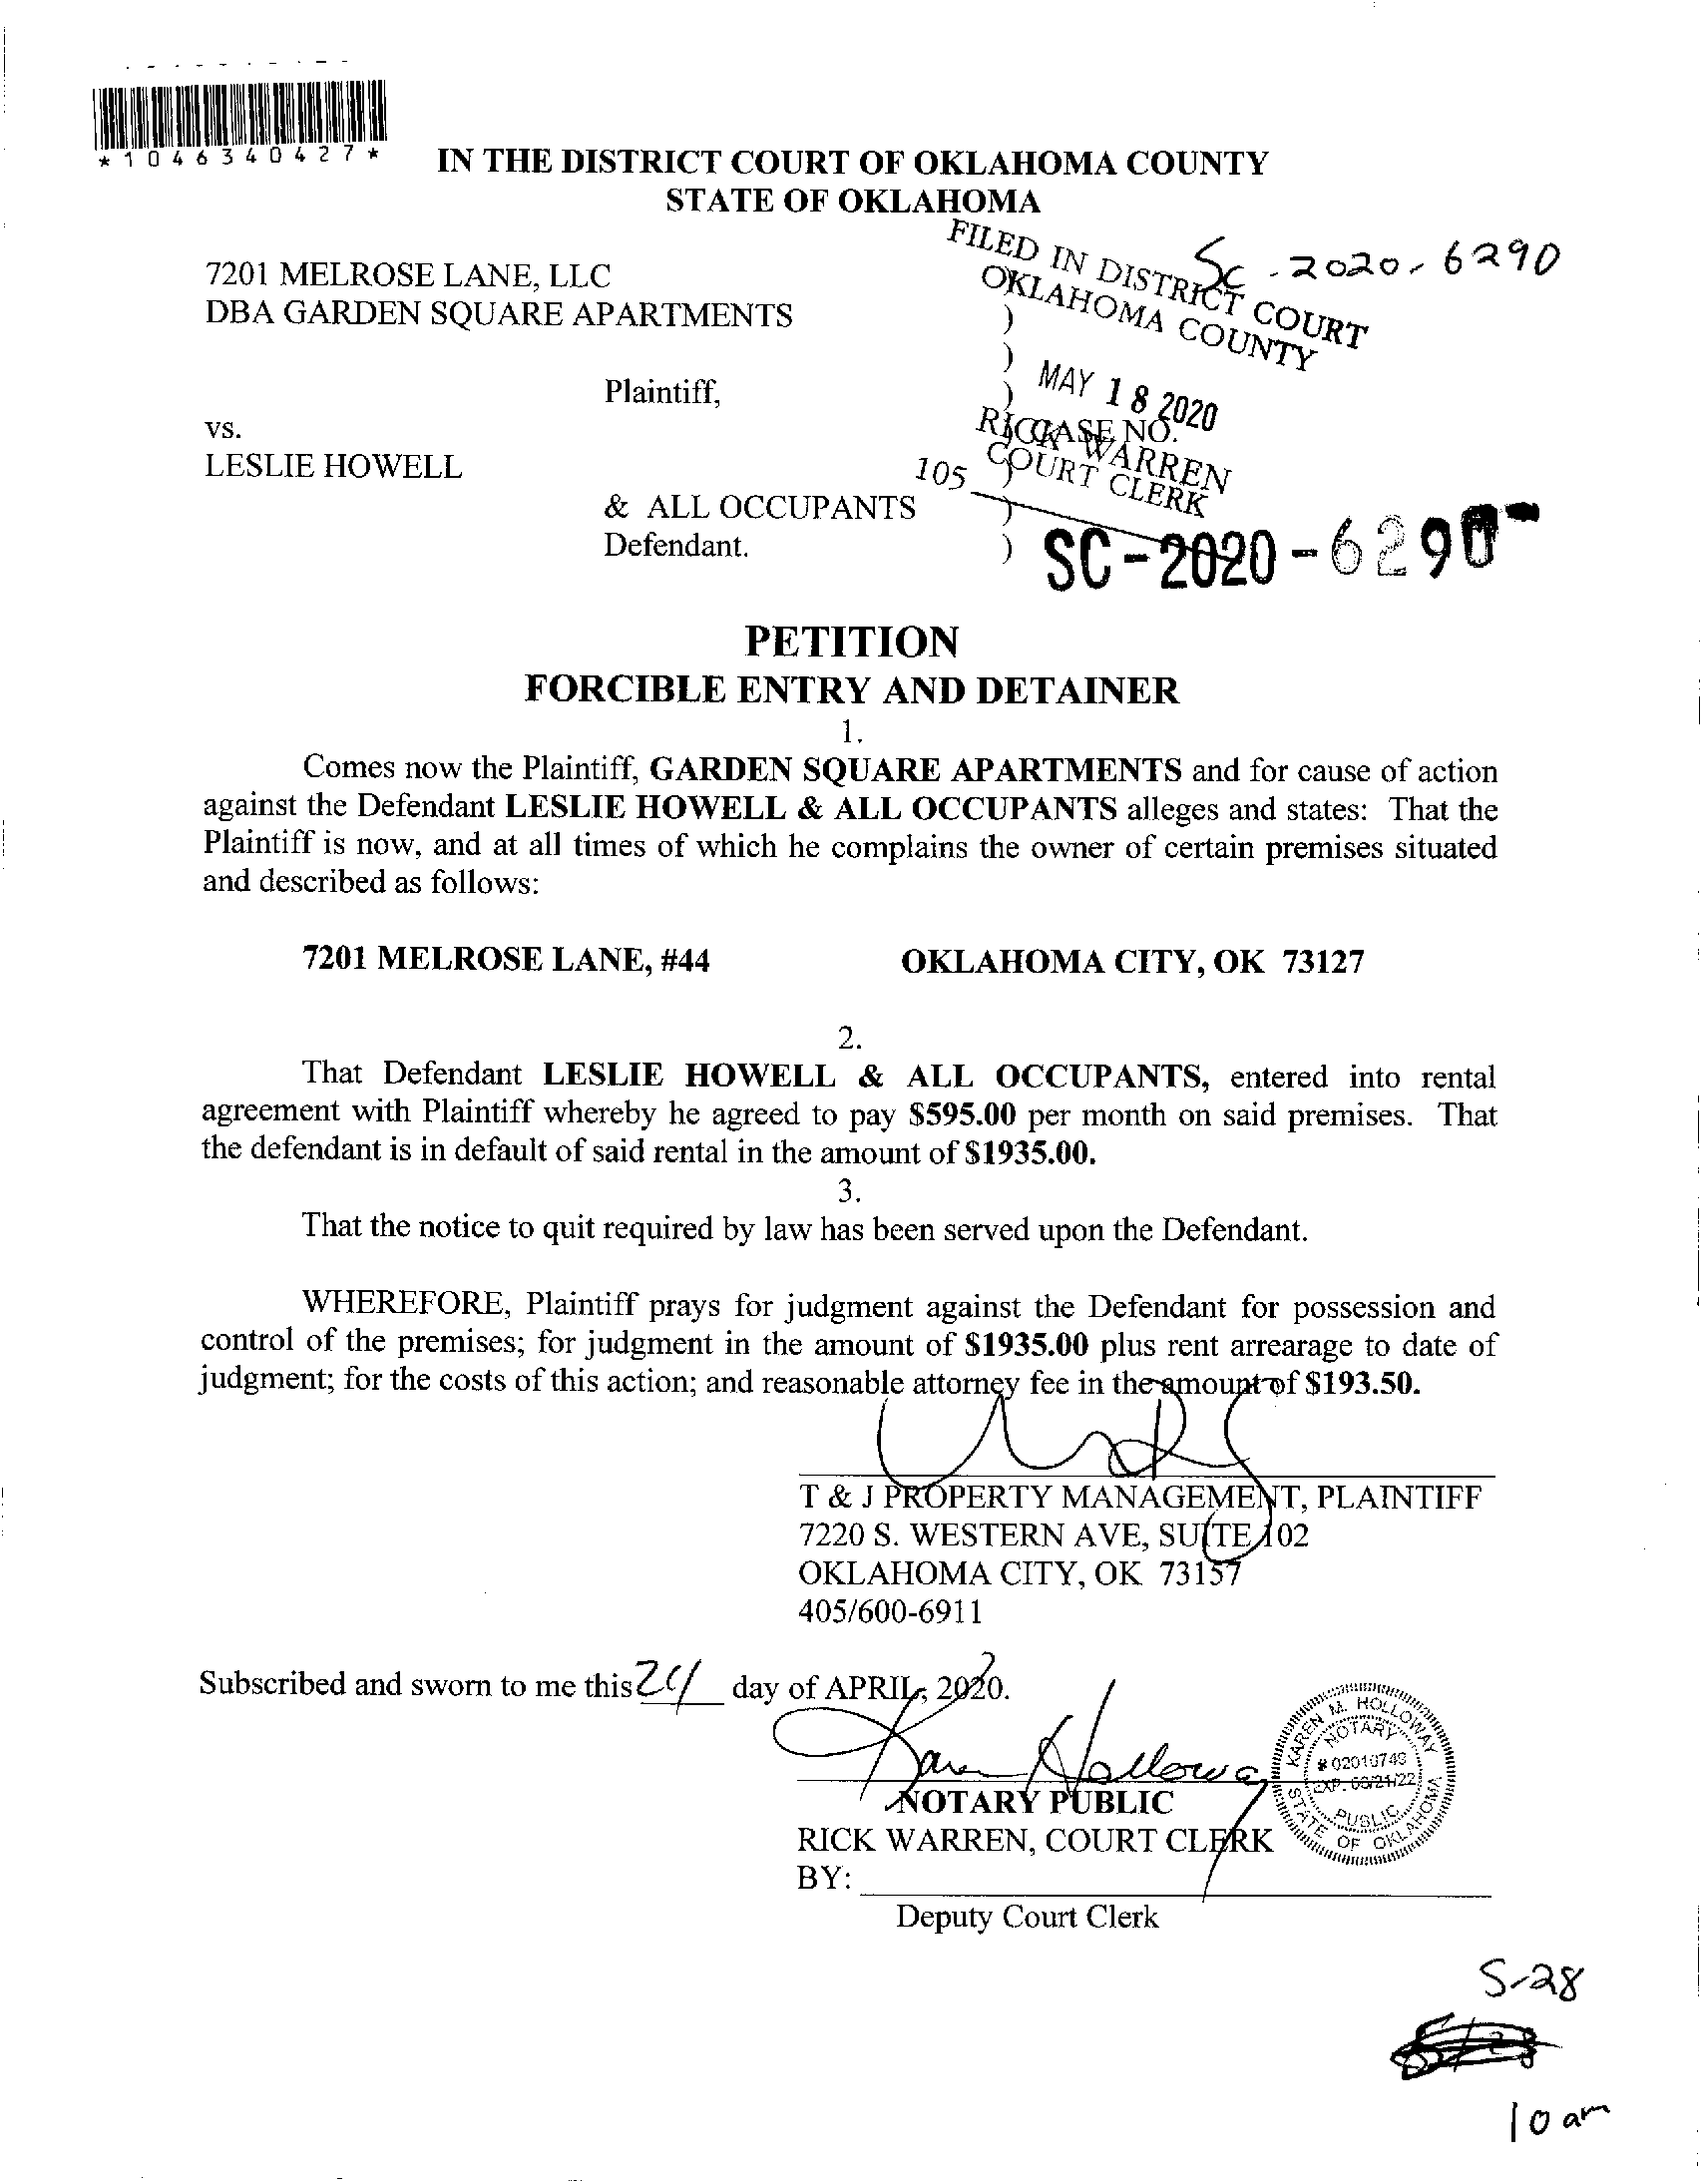 *1046340427*
IN THE DISTRICT COURT OF OKLAHOMA COUNTY
STATE OF OKLAHOMA
FILED IN DISTRICT COURT
OKLAHOMA COUNTY
SC-2020-6290
7201 MELROSE LANE, LLC
DBA GARDEN SQUARE APARTMENTS
)
)
MAY 18 2020
Plaintiff,
)
RICK WARREN
COURT CLERK
vs.
) CASE NO.
LESLIE HOWELL
105
)
& ALL OCCUPANTS
)
Defendant.
)
SC-2020-6290
PETITION
FORCIBLE ENTRY AND DETAINER
1.
Comes now the Plaintiff, GARDEN SQUARE APARTMENTS and for cause of action
against the Defendant LESLIE HOWELL & ALL OCCUPANTS alleges and states: That the
Plaintiff is now, and at all times of which he complains the owner of certain premises situated
and described as follows:
7201 MELROSE LANE, #44 OKLAHOMA CITY, OK 73127
2.
That Defendant LESLIE HOWELL & ALL OCCUPANTS, entered into rental
agreement with Plaintiff whereby he agreed to pay $595.00 per month on said premises. That
the defendant is in default of said rental in the amount of $1935.00.
3.
That the notice to quit required by law has been served upon the Defendant.
WHEREFORE, Plaintiff prays for judgment against the Defendant for possession and
control of the premises; for judgment in the amount of $1935.00 plus rent arrearage to date of
judgment; for the costs of this action; and reasonable attorney fee in the amount of $193.50.
T & J PROPERTY MANAGEMENT, PLAINTIFF
7220 S. WESTERN AVE, SUITE 102
OKLAHOMA CITY, OK 73157
405/600-6911
Subscribed and sworn to me this 24 day of APRIL, 2020.
Karen Holloway
NOTARY PUBLIC
KAREN M. HOLLOWAY
NOTARY
# 02010749
EXP.
PUBLIC
STATE OF OKLAHOMA
RICK WARREN, COURT CLERK
BY:
Deputy Court Clerk
5-28
10 am